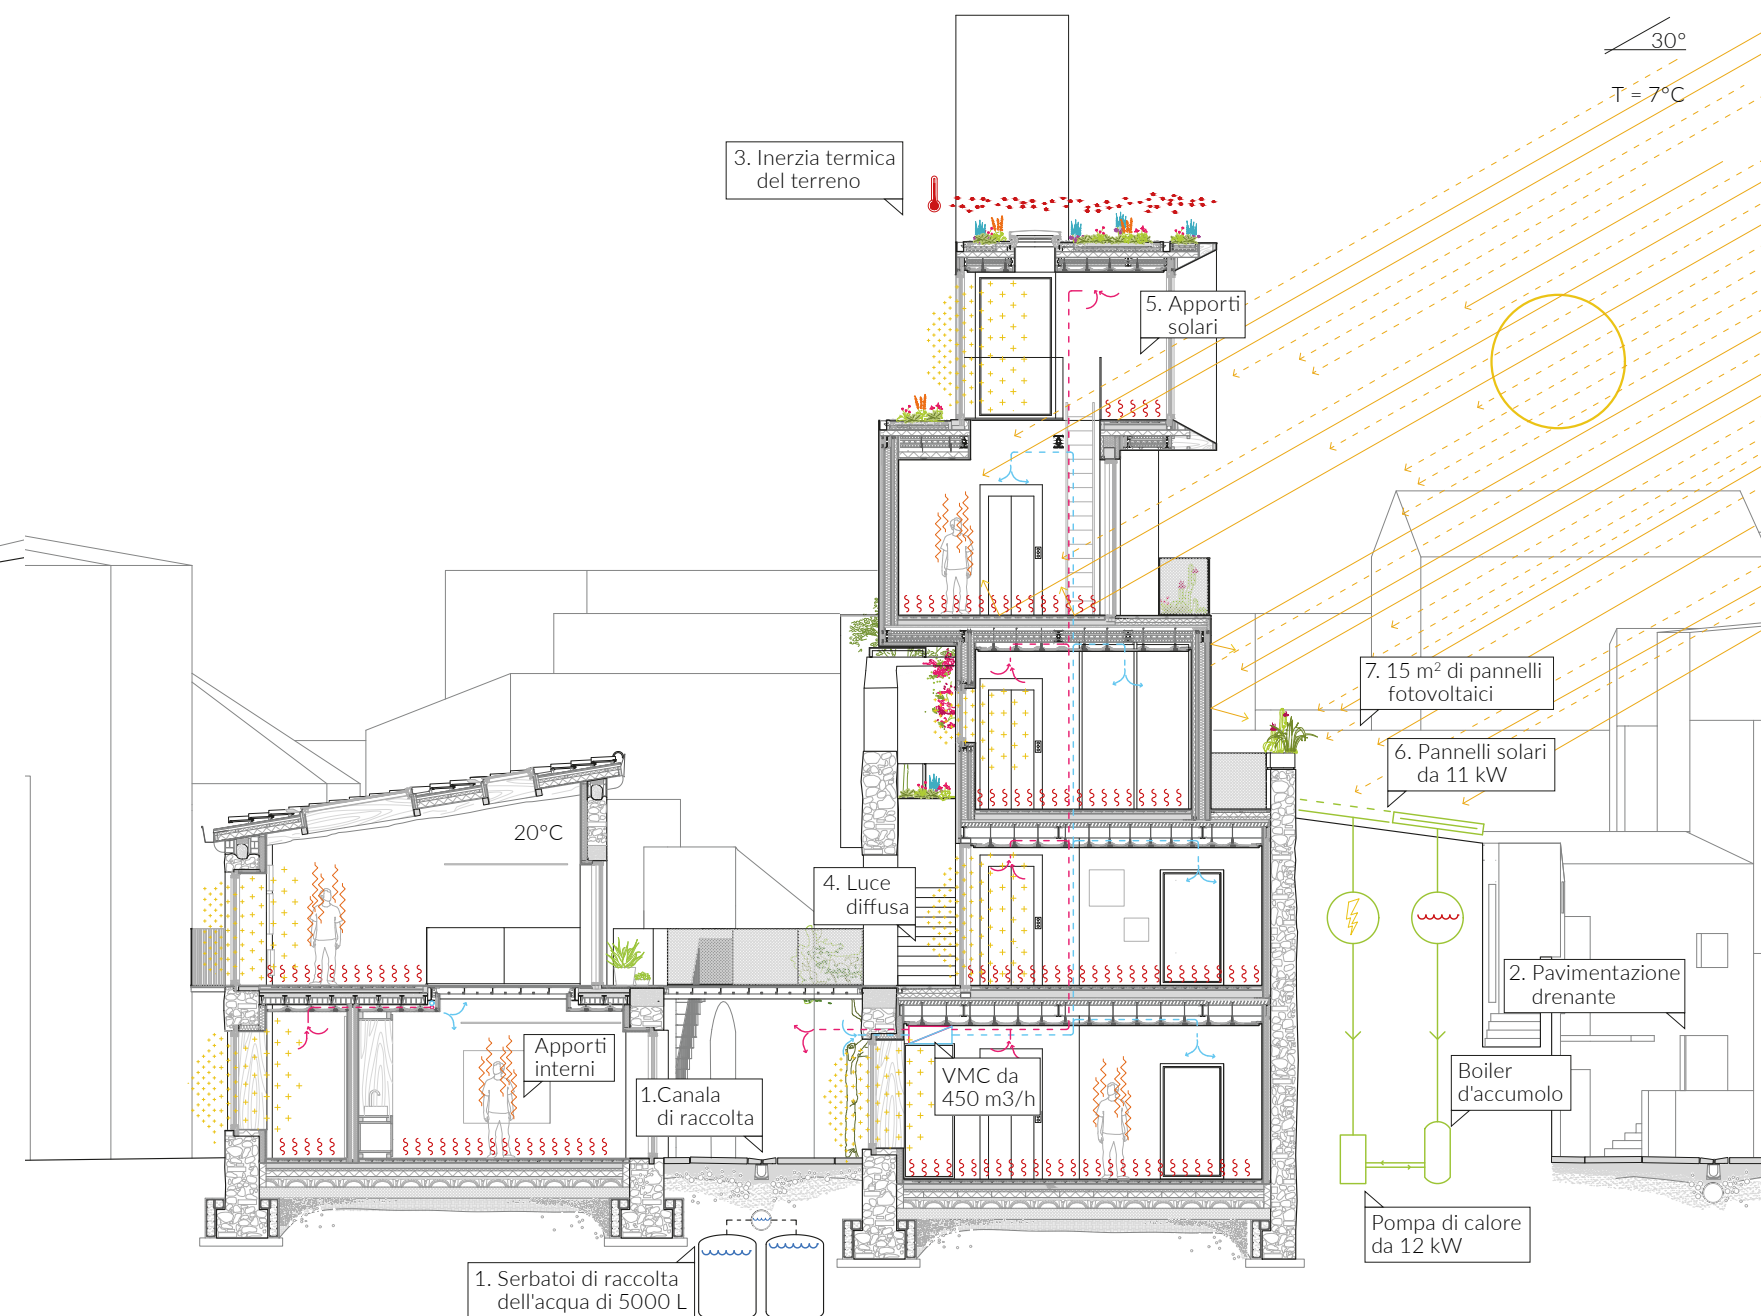 30°
T = 7°C
3. Inerzia termica
del terreno
5. Apporti
solari
7. 15 m² di pannelli
fotovoltaici
6. Pannelli solari
da 11 kW
20°C
4. Luce
diffusa
2. Pavimentazione
drenante
Apporti
interni
VMC da
450 m3/h
Boiler
d'accumolo
1.Canala
di raccolta
Pompa di calore
da 12 kW
1. Serbatoi di raccolta
dell'acqua di 5000 L